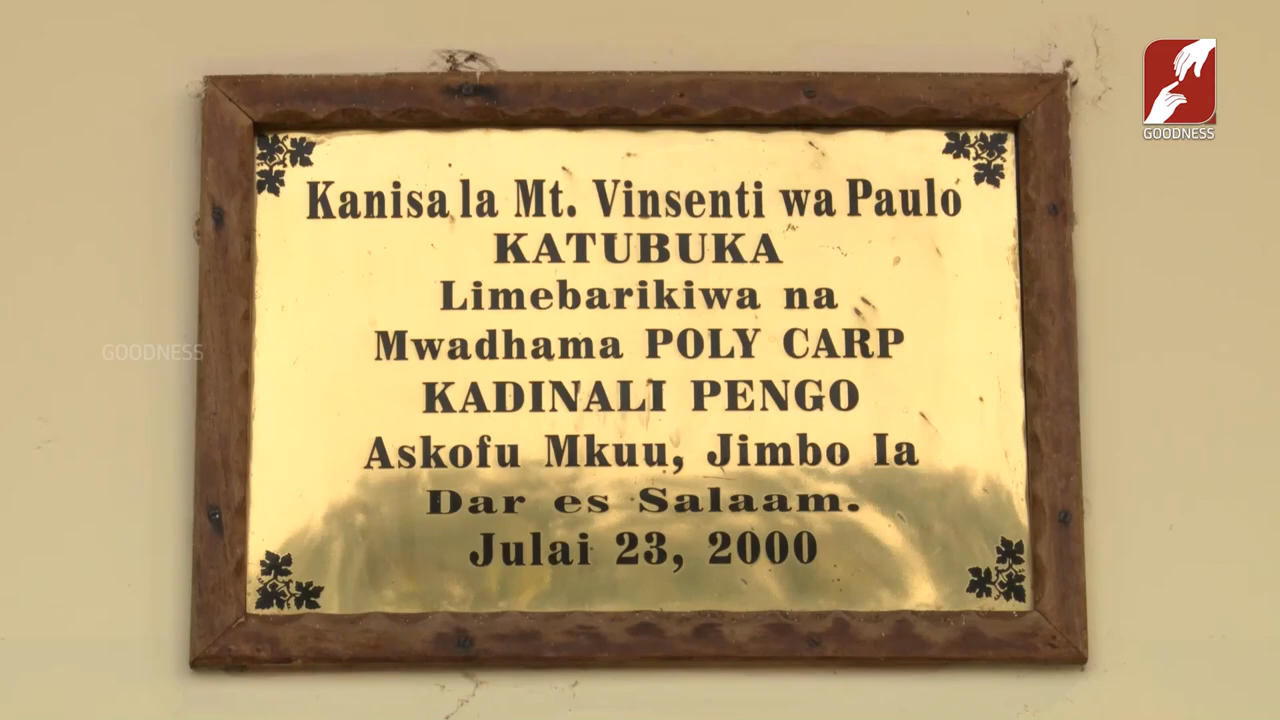 GOODNESS
Kanisa la Mt. Vinsenti wa Paulo
KATUBUKA
Limebarikiwa na
Mwadhama POLY CARP
KADINALI PENGO
Askofu Mkuu, Jimbo Ia
Dar es Salaam.
Julai 23, 2000
GOODNESS